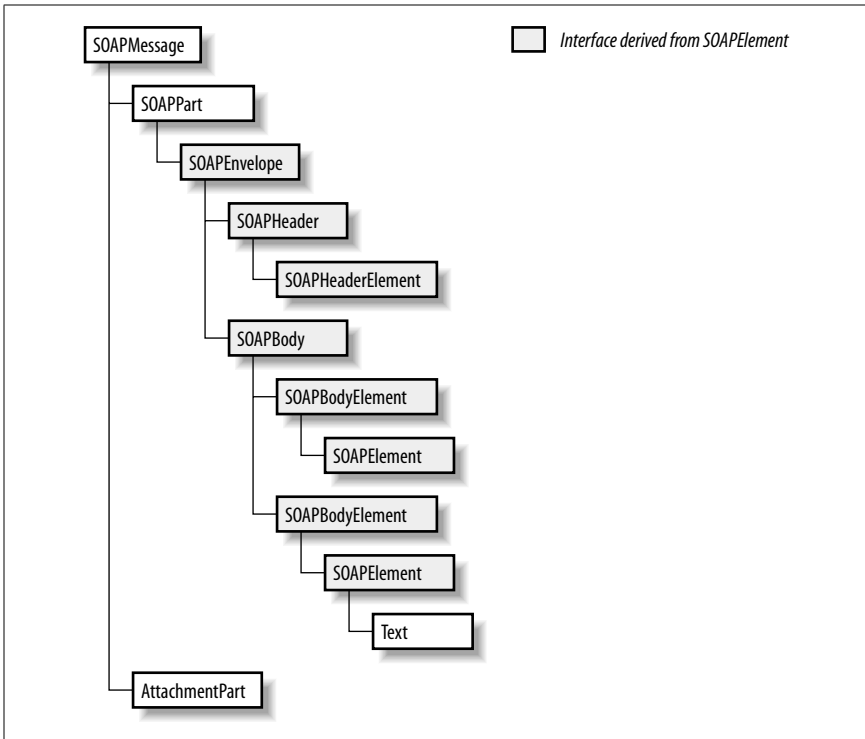 SOAPMessage
Interface derived from SOAPElement
SOAPPart
SOAPEnvelope
SOAPHeader
SOAPHeaderElement
SOAPBody
SOAPBodyElement
SOAPElement
SOAPBodyElement
SOAPElement
Text
AttachmentPart